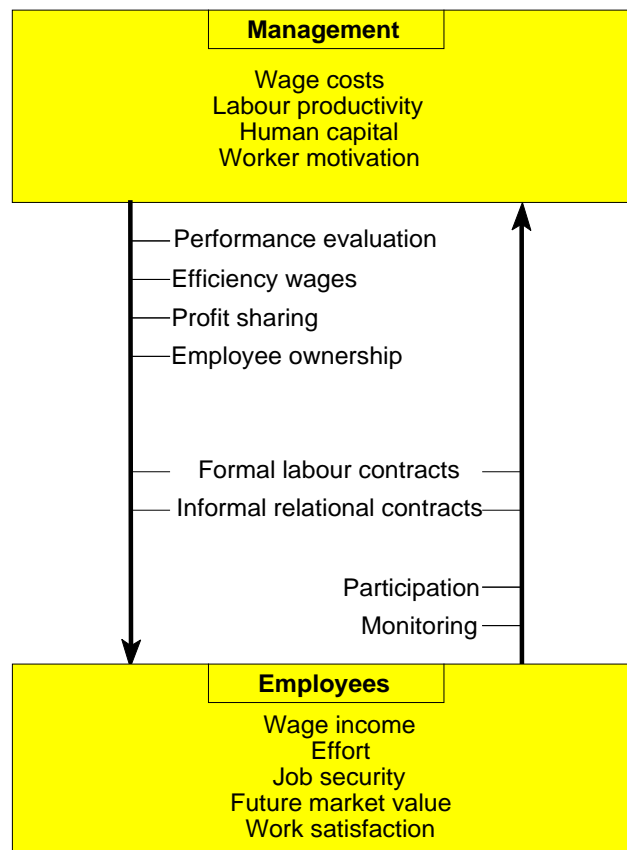 Management
Wage costs
Labour productivity
Human capital
Worker motivation
Performance evaluation
Efficiency wages
Profit sharing
Employee ownership
Formal labour contracts
Informal relational contracts
Participation
Monitoring
Employees
Wage income
Effort
Job security
Future market value
Work satisfaction